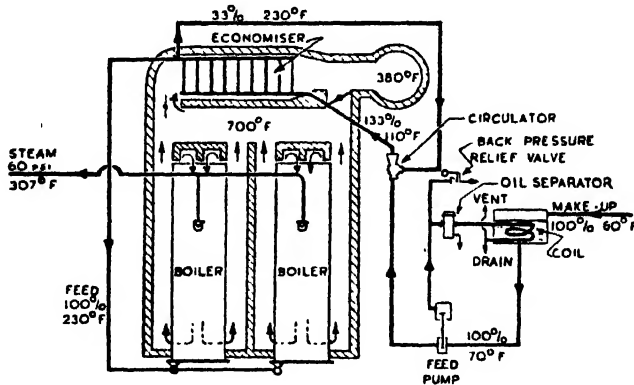 33% 230°F
ECONOMISER
380°F
133%
110°F
CIRCULATOR
BACK PRESSURE
RELIEF VALVE
700°F
STEAM
60 PSI
307°F
OIL SEPARATOR
VENT
MAKE-UP
100% 60°F
COIL
DRAIN
BOILER
BOILER
FEED
100%
230°F
100%
70°F
FEED
PUMP